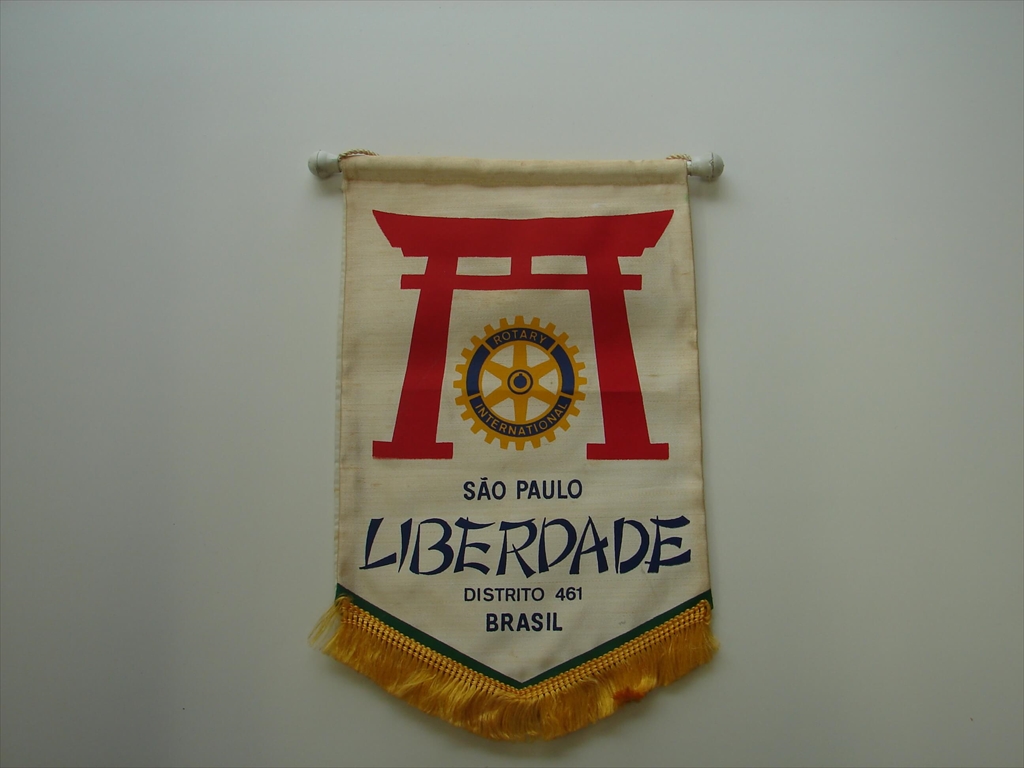 ROTARY
INTERNATIONAL
SÃO PAULO
LIBERDADE
DISTRITO 461
BRASIL